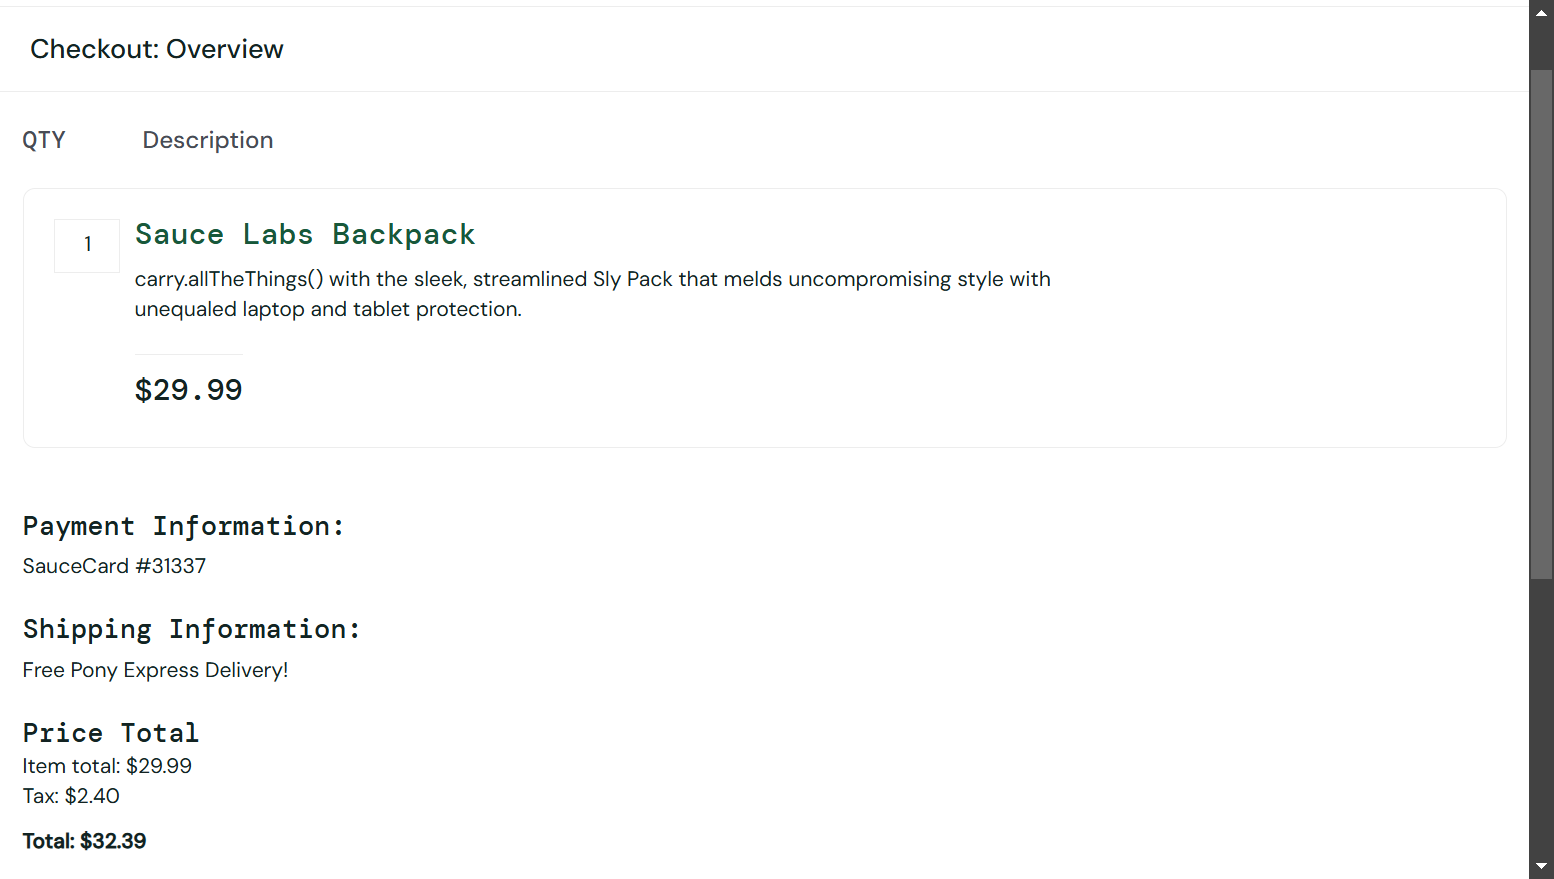 Checkout: Overview
QTY Description
1 Sauce Labs Backpack
carry.allTheThings() with the sleek, streamlined Sly Pack that melds uncompromising style with
unequaled laptop and tablet protection.
$29.99
Payment Information:
SauceCard #31337
Shipping Information:
Free Pony Express Delivery!
Price Total
Item total: $29.99
Tax: $2.40
Total: $32.39